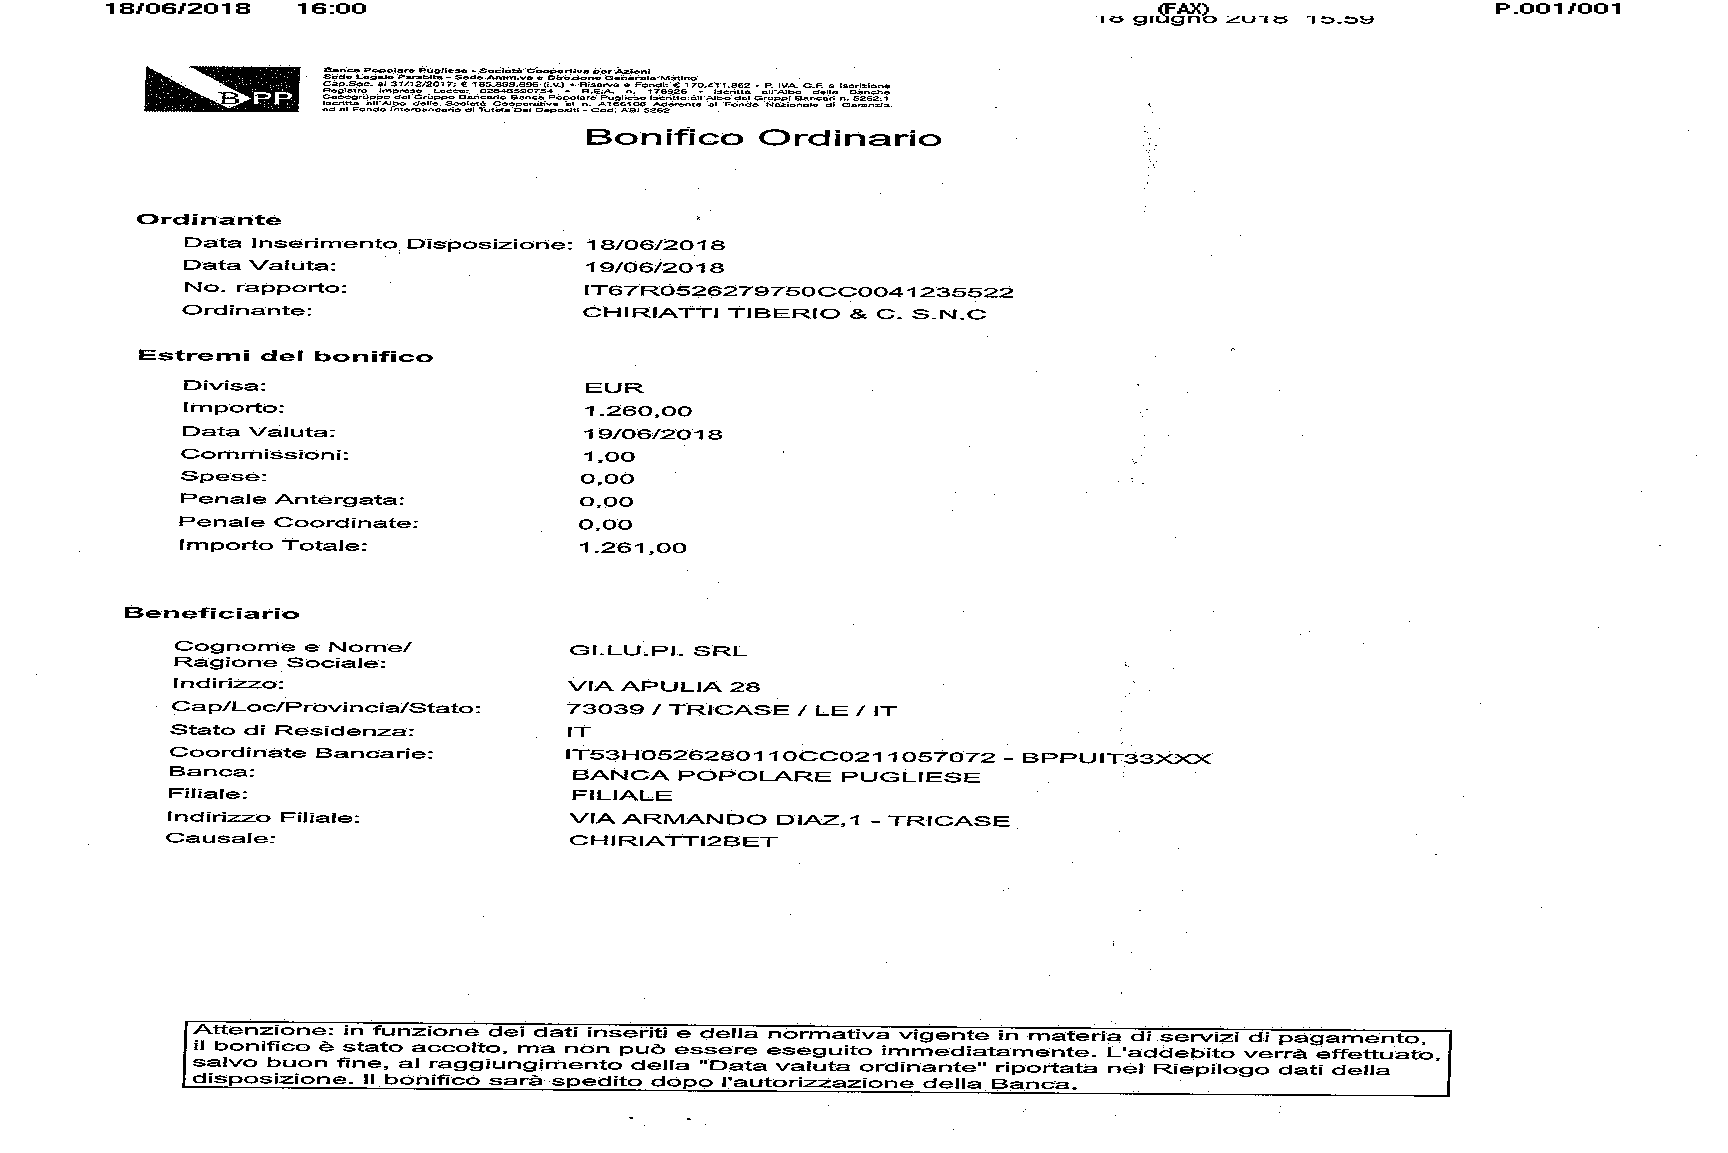 18/06/2018 16:00 (FAX) P.001/001
18 giugno 2018 15.59
BPP
Banca Popolare Pugliese - Società Cooperativa per Azioni
Sede Legale Parabita - Sede Amm.va e Direzione Generale Matino
Cap.Soc. al 31/12/2017: € (i.v.) - Riserve e Fondi: € - P. IVA, C.F. e Iscrizione
Registro Imprese Lecce: - R.E.A. n. - Iscritta all'Albo delle Banche
Capogruppo del Gruppo Bancario Banca Popolare Pugliese iscritto all'Albo dei Gruppi Bancari n. 5262.1
Iscritta all'Albo delle Società Cooperative al n. Aderente al Fondo Nazionale di Garanzia
ed al Fondo Interbancario di Tutela Dei Depositi - Cod. ABI 5262
Bonifico Ordinario
Ordinante
Data Inserimento Disposizione: 18/06/2018
Data Valuta: 19/06/2018
No. rapporto: IT67R0526279750CC0041235522
Ordinante: CHIRIATTI TIBERIO & C. S.N.C
Estremi del bonifico
Divisa: EUR
Importo: 1.260,00
Data Valuta: 19/06/2018
Commissioni: 1,00
Spese: 0,00
Penale Antergata: 0,00
Penale Coordinate: 0,00
Importo Totale: 1.261,00
Beneficiario
Cognome e Nome/
Ragione Sociale: GI.LU.PI. SRL
Indirizzo: VIA APULIA 28
Cap/Loc/Provincia/Stato: 73039 / TRICASE / LE / IT
Stato di Residenza: IT
Coordinate Bancarie: IT53H0526280110CC0211057072 - BPPUIT33XXX
Banca: BANCA POPOLARE PUGLIESE
Filiale: FILIALE
Indirizzo Filiale: VIA ARMANDO DIAZ,1 - TRICASE
Causale: CHIRIATTI2BET
Attenzione: in funzione dei dati inseriti e della normativa vigente in materia di servizi di pagamento,
il bonifico è stato accolto, ma non può essere eseguito immediatamente. L'addebito verrà effettuato,
salvo buon fine, al raggiungimento della "Data valuta ordinante" riportata nel Riepilogo dati della
disposizione. Il bonifico sarà spedito dopo l'autorizzazione della Banca.